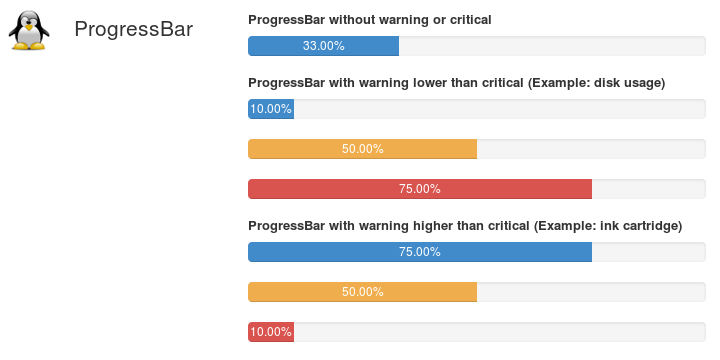 ProgressBar
ProgressBar without warning or critical
33.00%
ProgressBar with warning lower than critical (Example: disk usage)
10.00%
50.00%
75.00%
ProgressBar with warning higher than critical (Example: ink cartridge)
75.00%
50.00%
10.00%